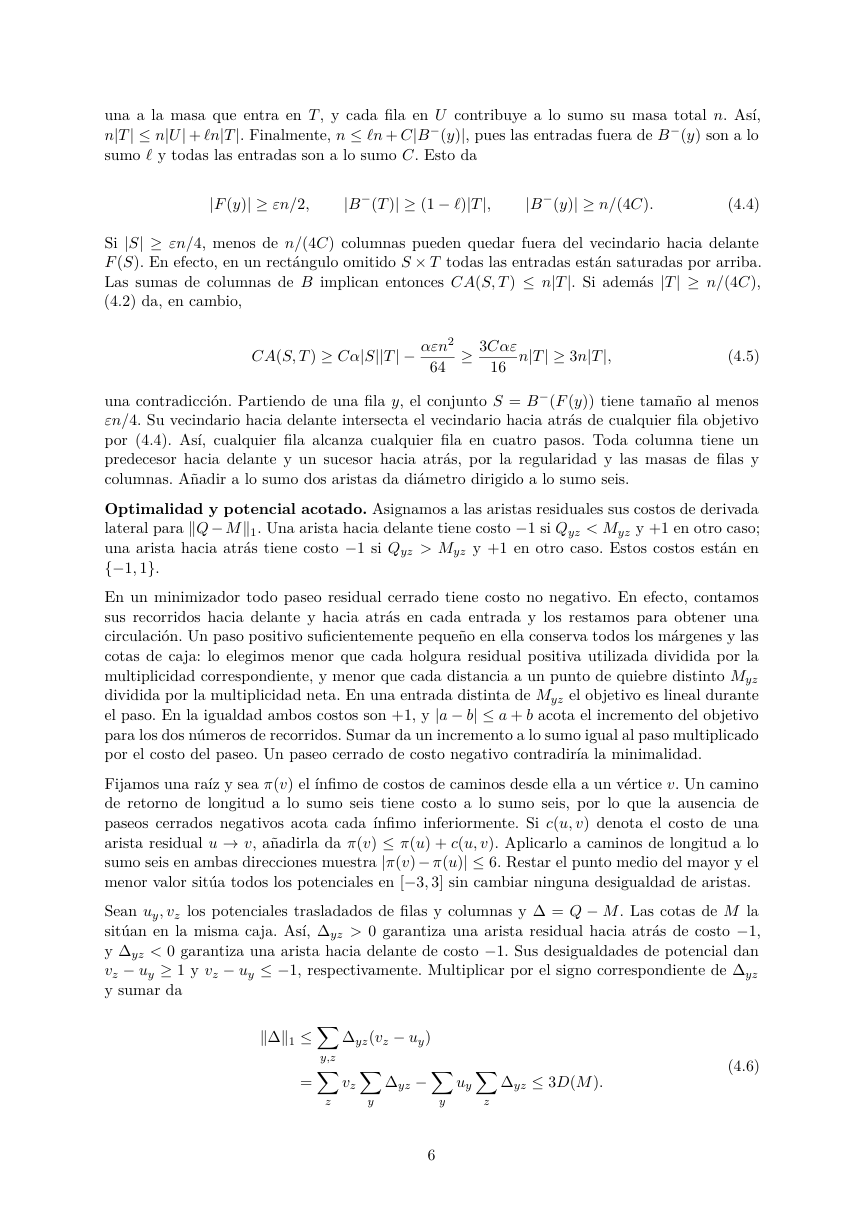 una a la masa que entra en T, y cada fila en U contribuye a lo sumo su masa total n. Así,
n|T| ≤ n|U| + ℓn|T|. Finalmente, n ≤ ℓn + C|B⁻(y)|, pues las entradas fuera de B⁻(y) son a lo
sumo ℓ y todas las entradas son a lo sumo C. Esto da
|F(y)| ≥ εn/2, |B⁻(T)| ≥ (1 − ℓ)|T|, |B⁻(y)| ≥ n/(4C). (4.4)
Si |S| ≥ εn/4, menos de n/(4C) columnas pueden quedar fuera del vecindario hacia delante
F(S). En efecto, en un rectángulo omitido S × T todas las entradas están saturadas por arriba.
Las sumas de columnas de B implican entonces CA(S, T) ≤ n|T|. Si además |T| ≥ n/(4C),
(4.2) da, en cambio,
CA(S, T) ≥ Cα|S||T| − αεn²/64 ≥ 3Cαε/16 n|T| ≥ 3n|T|, (4.5)
una contradicción. Partiendo de una fila y, el conjunto S = B⁻(F(y)) tiene tamaño al menos
εn/4. Su vecindario hacia delante intersecta el vecindario hacia atrás de cualquier fila objetivo
por (4.4). Así, cualquier fila alcanza cualquier fila en cuatro pasos. Toda columna tiene un
predecesor hacia delante y un sucesor hacia atrás, por la regularidad y las masas de filas y
columnas. Añadir a lo sumo dos aristas da diámetro dirigido a lo sumo seis.
Optimalidad y potencial acotado. Asignamos a las aristas residuales sus costos de derivada
lateral para ‖Q − M‖₁. Una arista hacia delante tiene costo −1 si Q_yz < M_yz y +1 en otro caso;
una arista hacia atrás tiene costo −1 si Q_yz > M_yz y +1 en otro caso. Estos costos están en
{−1, 1}.
En un minimizador todo paseo residual cerrado tiene costo no negativo. En efecto, contamos
sus recorridos hacia delante y hacia atrás en cada entrada y los restamos para obtener una
circulación. Un paso positivo suficientemente pequeño en ella conserva todos los márgenes y las
cotas de caja: lo elegimos menor que cada holgura residual positiva utilizada dividida por la
multiplicidad correspondiente, y menor que cada distancia a un punto de quiebre distinto M_yz
dividida por la multiplicidad neta. En una entrada distinta de M_yz el objetivo es lineal durante
el paso. En la igualdad ambos costos son +1, y |a − b| ≤ a + b acota el incremento del objetivo
para los dos números de recorridos. Sumar da un incremento a lo sumo igual al paso multiplicado
por el costo del paseo. Un paseo cerrado de costo negativo contradiría la minimalidad.
Fijamos una raíz y sea π(v) el ínfimo de costos de caminos desde ella a un vértice v. Un camino
de retorno de longitud a lo sumo seis tiene costo a lo sumo seis, por lo que la ausencia de
paseos cerrados negativos acota cada ínfimo inferiormente. Si c(u, v) denota el costo de una
arista residual u → v, añadirla da π(v) ≤ π(u) + c(u, v). Aplicarlo a caminos de longitud a lo
sumo seis en ambas direcciones muestra |π(v) − π(u)| ≤ 6. Restar el punto medio del mayor y el
menor valor sitúa todos los potenciales en [−3, 3] sin cambiar ninguna desigualdad de aristas.
Sean u_y, v_z los potenciales trasladados de filas y columnas y Δ = Q − M. Las cotas de M la
sitúan en la misma caja. Así, Δ_yz > 0 garantiza una arista residual hacia atrás de costo −1,
y Δ_yz < 0 garantiza una arista hacia delante de costo −1. Sus desigualdades de potencial dan
v_z − u_y ≥ 1 y v_z − u_y ≤ −1, respectivamente. Multiplicar por el signo correspondiente de Δ_yz
y sumar da
‖Δ‖₁ ≤ ∑_{y,z} Δ_yz(v_z − u_y)
= ∑_z v_z ∑_y Δ_yz − ∑_y u_y ∑_z Δ_yz ≤ 3D(M). (4.6)
6